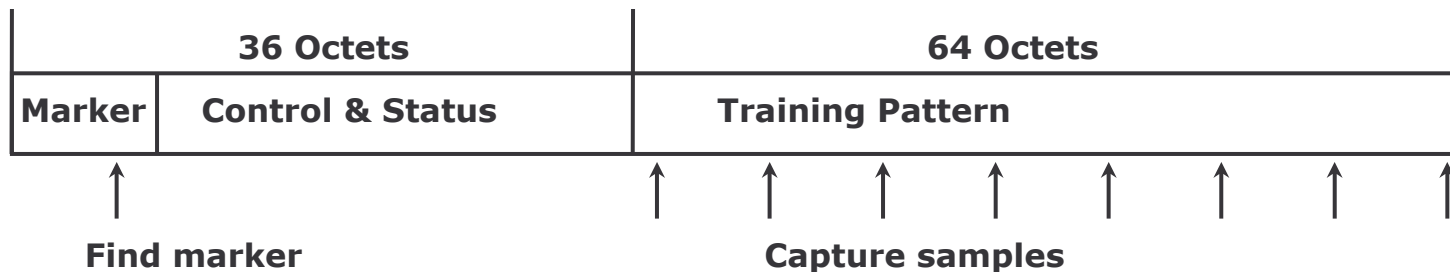 36 Octets 64 Octets
Marker Control & Status Training Pattern
Find marker Capture samples